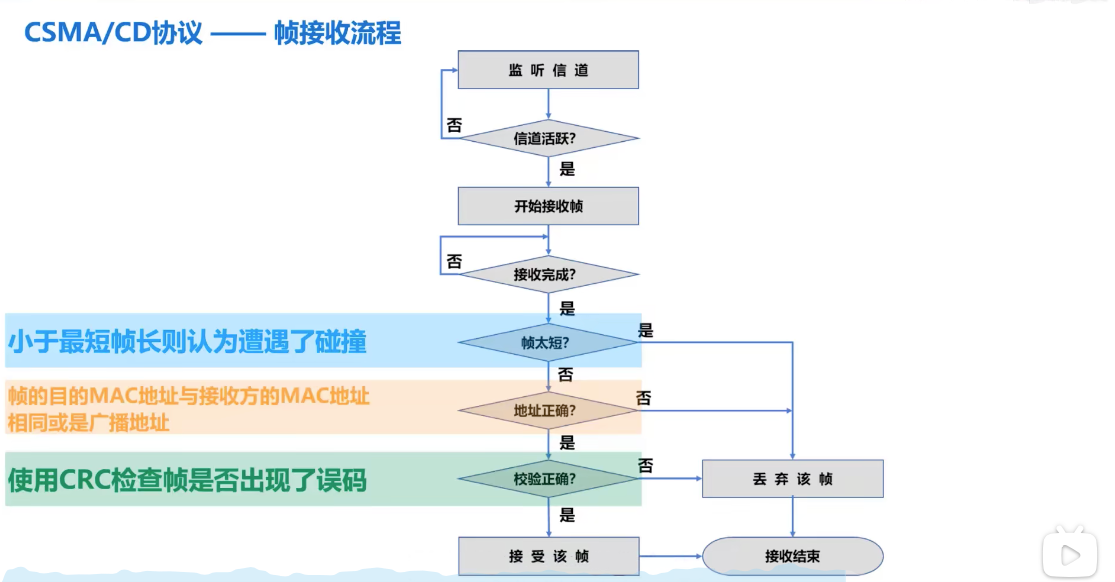 CSMA/CD协议 —— 帧接收流程
监听信道
信道活跃?
否
是
开始接收帧
否
接收完成?
是
小于最短帧长则认为遭遇了碰撞
帧太短?
是
否
帧的目的MAC地址与接收方的MAC地址
相同或是广播地址
地址正确?
否
是
使用CRC检查帧是否出现了误码
校验正确?
否
丢弃该帧
是
接受该帧
接收结束